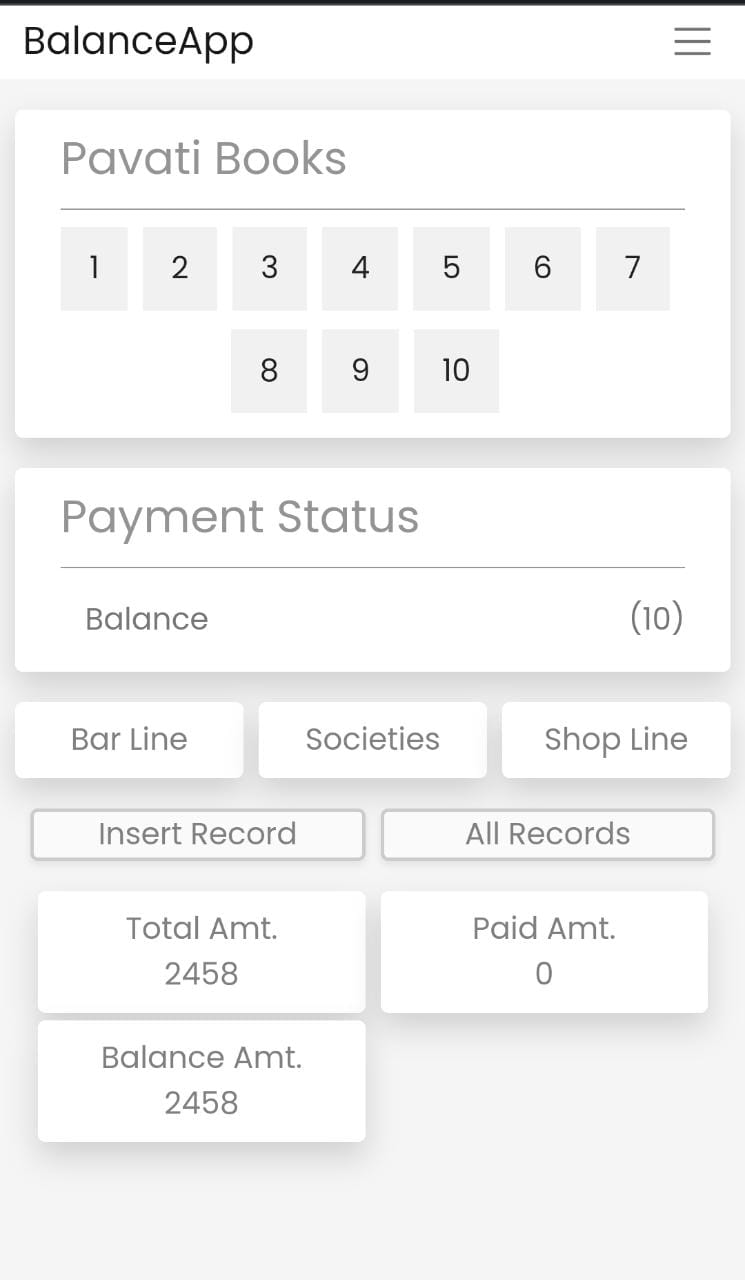 BalanceApp
Pavati Books
1 2 3 4 5 6 7
8 9 10
Payment Status
Balance (10)
Bar Line Societies Shop Line
Insert Record All Records
Total Amt. Paid Amt.
2458 0
Balance Amt.
2458